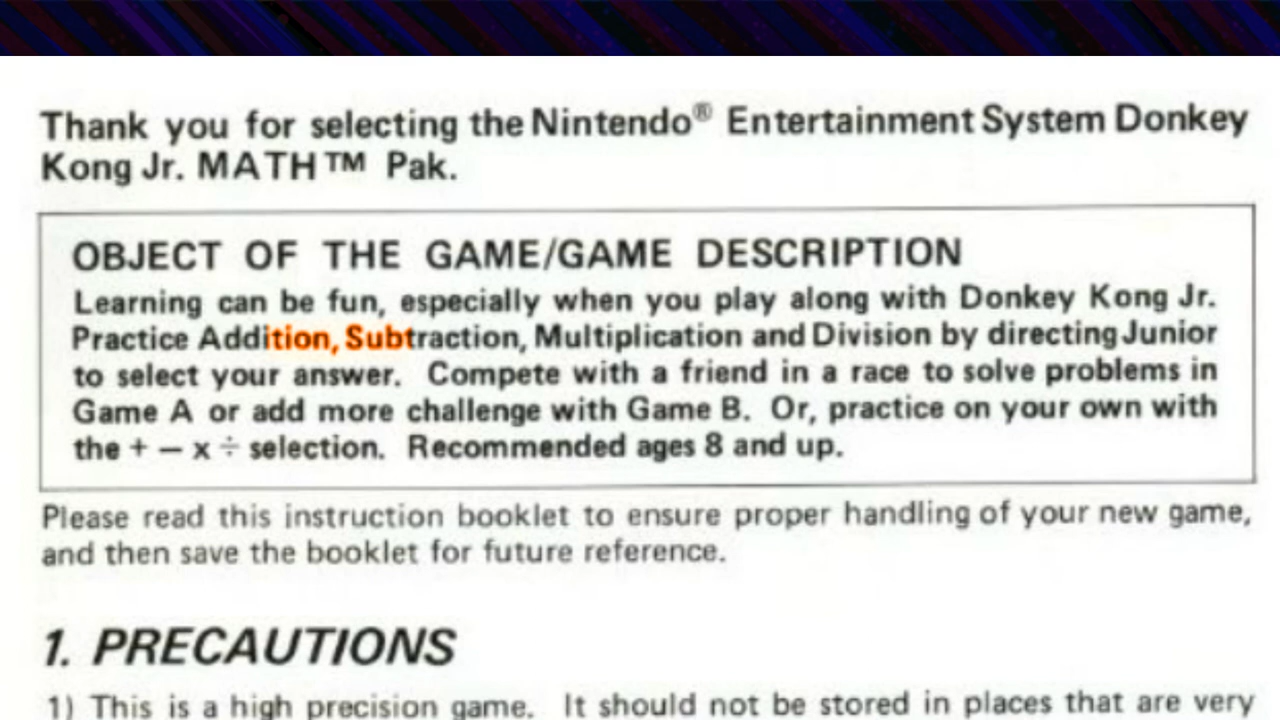 Thank you for selecting the Nintendo® Entertainment System Donkey
Kong Jr. MATH™ Pak.
OBJECT OF THE GAME/GAME DESCRIPTION
Learning can be fun, especially when you play along with Donkey Kong Jr.
Practice Addition, Subtraction, Multiplication and Division by directing Junior
to select your answer. Compete with a friend in a race to solve problems in
Game A or add more challenge with Game B. Or, practice on your own with
the + − x ÷ selection. Recommended ages 8 and up.
Please read this instruction booklet to ensure proper handling of your new game,
and then save the booklet for future reference.
1. PRECAUTIONS
1) This is a high precision game. It should not be stored in places that are very